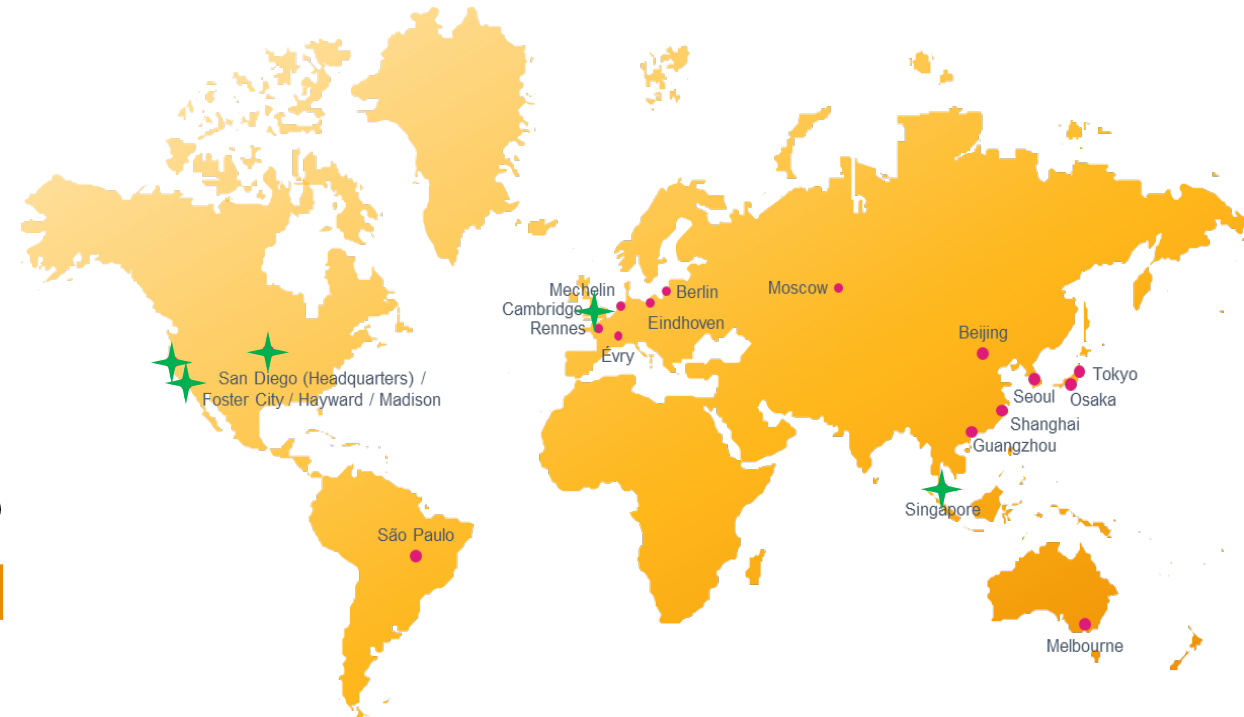 Mechelin
Berlin
Moscow
Cambridge
Eindhoven
Rennes
Beijing
Évry
Tokyo
San Diego (Headquarters) /
Seoul
Osaka
Foster City / Hayward / Madison
Shanghai
Guangzhou
Singapore
São Paulo
Melbourne